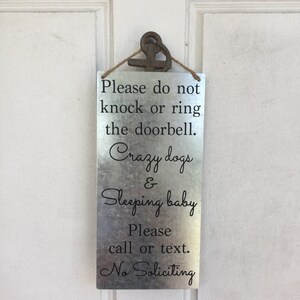 Please do not
knock or ring
the doorbell.
Crazy dogs
&
Sleeping baby
Please
call or text.
No Soliciting